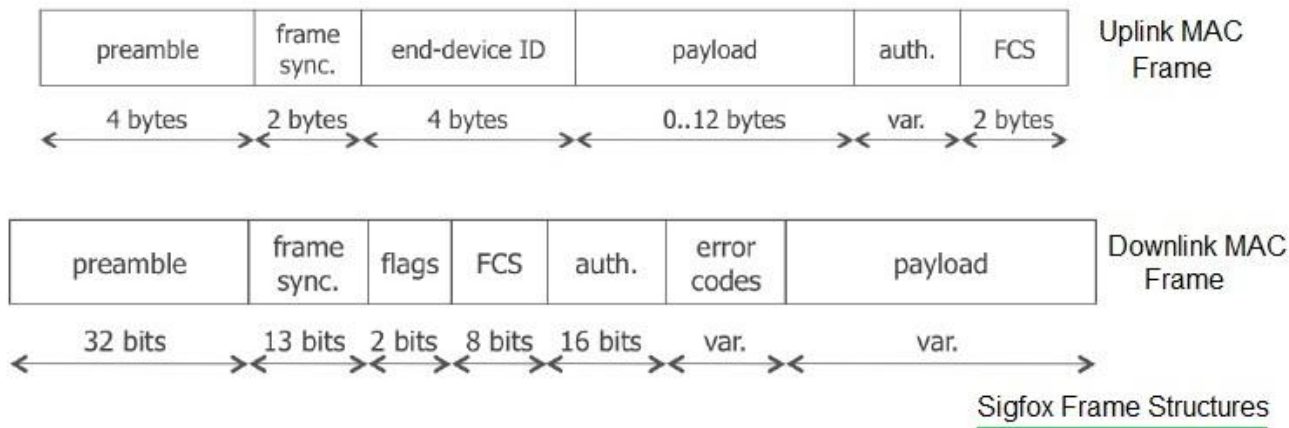 preamble
frame
sync.
end-device ID
payload
auth.
FCS
Uplink MAC
Frame
4 bytes
2 bytes
4 bytes
0..12 bytes
var.
2 bytes
preamble
frame
sync.
flags
FCS
auth.
error
codes
payload
Downlink MAC
Frame
32 bits
13 bits
2 bits
8 bits
16 bits
var.
var.
Sigfox Frame Structures